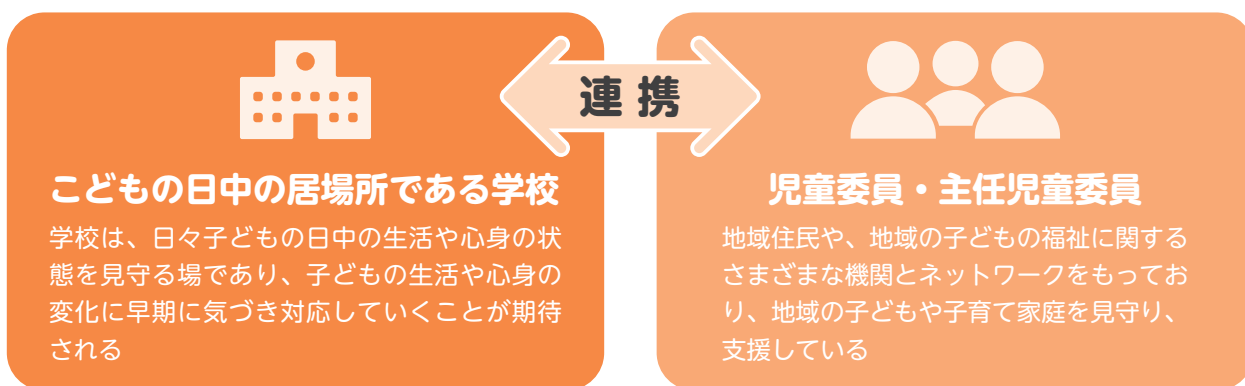 連携
こどもの日中の居場所である学校
学校は、日々子どもの日中の生活や心身の状
態を見守る場であり、子どもの生活や心身の
変化に早期に気づき対応していくことが期待
される
児童委員・主任児童委員
地域住民や、地域の子どもの福祉に関する
さまざまな機関とネットワークをもってお
り、地域の子どもや子育て家庭を見守り、
支援している